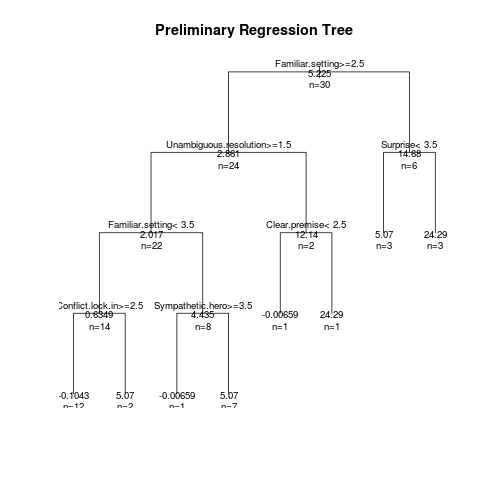 Preliminary Regression Tree
Familiar.setting>=2.5
5.225
n=30
Unambiguous.resolution>=1.5
2.861
n=24
Surprise< 3.5
14.68
n=6
Familiar.setting< 3.5
2.017
n=22
Clear.premise< 2.5
12.14
n=2
5.07
n=3
24.29
n=3
Conflict.lock.in>=2.5
0.6349
n=14
Sympathetic.hero>=3.5
4.435
n=8
-0.00659
n=1
24.29
n=1
-0.1043
n=12
5.07
n=2
-0.00659
n=1
5.07
n=7